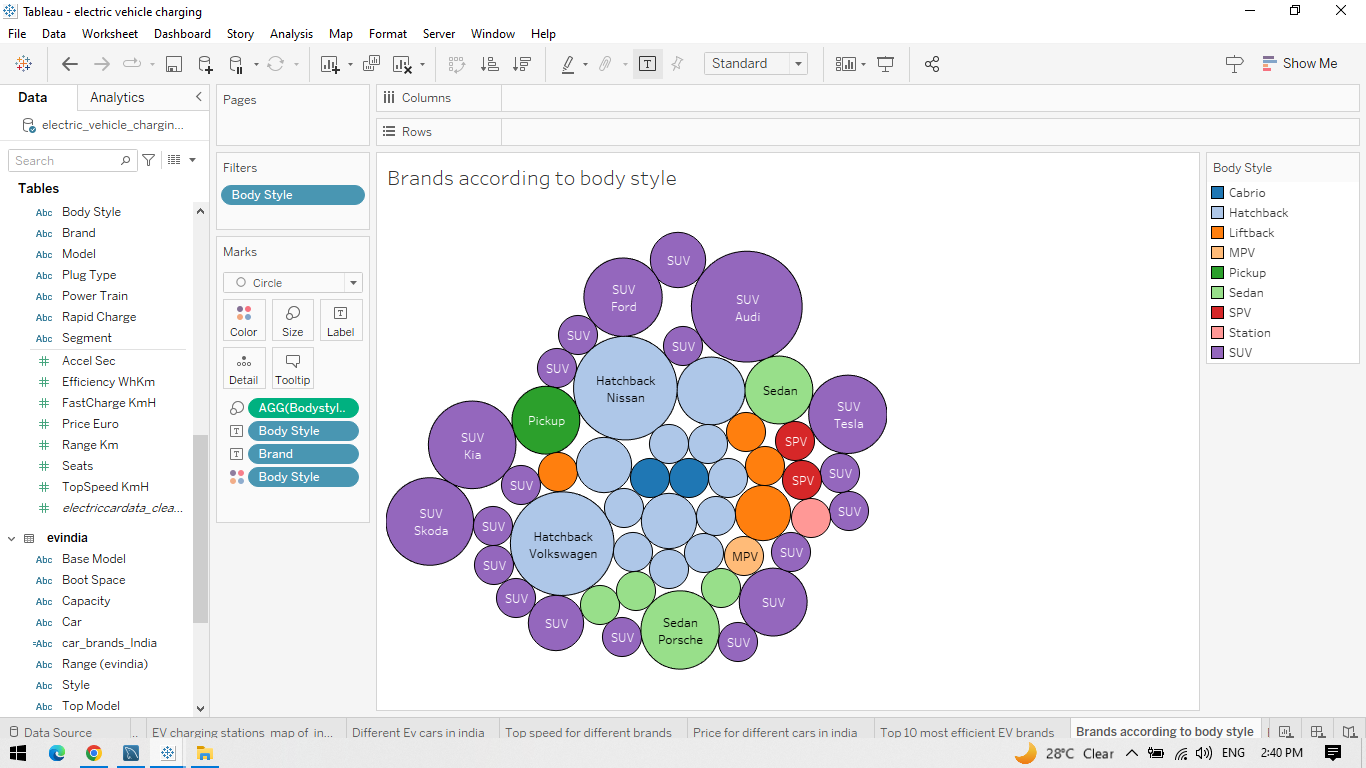 Tableau - electric vehicle charging
File Data Worksheet Dashboard Story Analysis Map Format Server Window Help
Standard
Show Me
Data Analytics
electric_vehicle_chargin...
Search
Tables
Abc Body Style
Abc Brand
Abc Model
Abc Plug Type
Abc Power Train
Abc Rapid Charge
Abc Segment
Accel Sec
Efficiency WhKm
FastCharge KmH
Price Euro
Range Km
Seats
TopSpeed KmH
electriccardata_clea...
evindia
Abc Base Model
Abc Boot Space
Abc Capacity
Abc Car
=Abc car_brands_India
Abc Range (evindia)
Abc Style
Abc Top Model
Pages
Filters
Body Style
Marks
Circle
Color Size Label
Detail Tooltip
AGG(Bodystyl..
Body Style
Brand
Body Style
Columns
Rows
Brands according to body style
SUV
SUV
Ford
SUV
Audi
SUV
SUV
SUV
Hatchback
Nissan
Sedan
SUV
Tesla
Pickup
SUV
Kia
SPV
SUV
SPV
SUV
SUV
Skoda
SUV
SUV
Hatchback
Volkswagen
MPV
SUV
SUV
SUV
SUV
SUV
Sedan
Porsche
SUV
SUV
Body Style
Cabrio
Hatchback
Liftback
MPV
Pickup
Sedan
SPV
Station
SUV
Data Source
EV charging stations map of in...
Different Ev cars in india
Top speed for different brands
Price for different cars in india
Top 10 most efficient EV brands
Brands according to body style
28°C Clear
ENG
2:40 PM